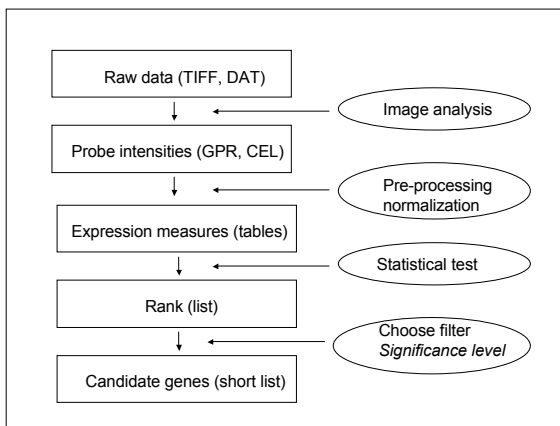 Raw data (TIFF, DAT)
Image analysis
Probe intensities (GPR, CEL)
Pre-processing
normalization
Expression measures (tables)
Statistical test
Rank (list)
Choose filter
Significance level
Candidate genes (short list)